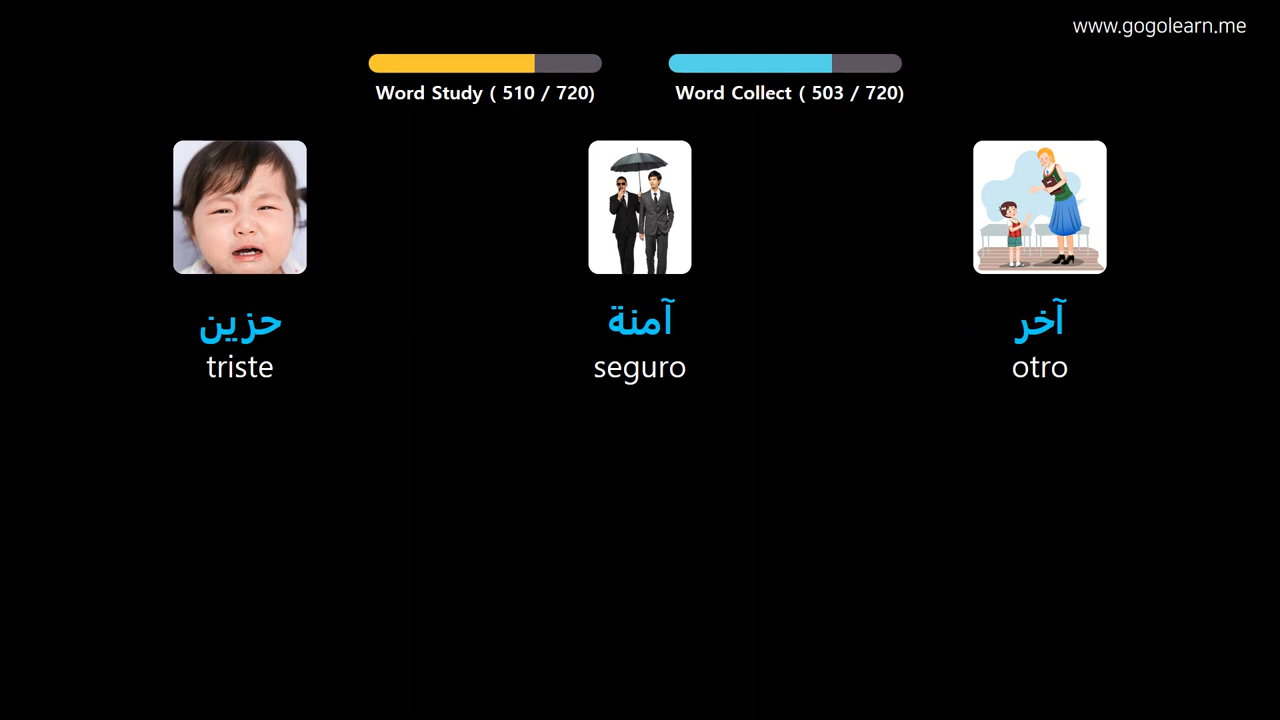 www.gogolearn.me
Word Study ( 510 / 720)
Word Collect ( 503 / 720)
حزين
triste
آمنة
seguro
آخر
otro